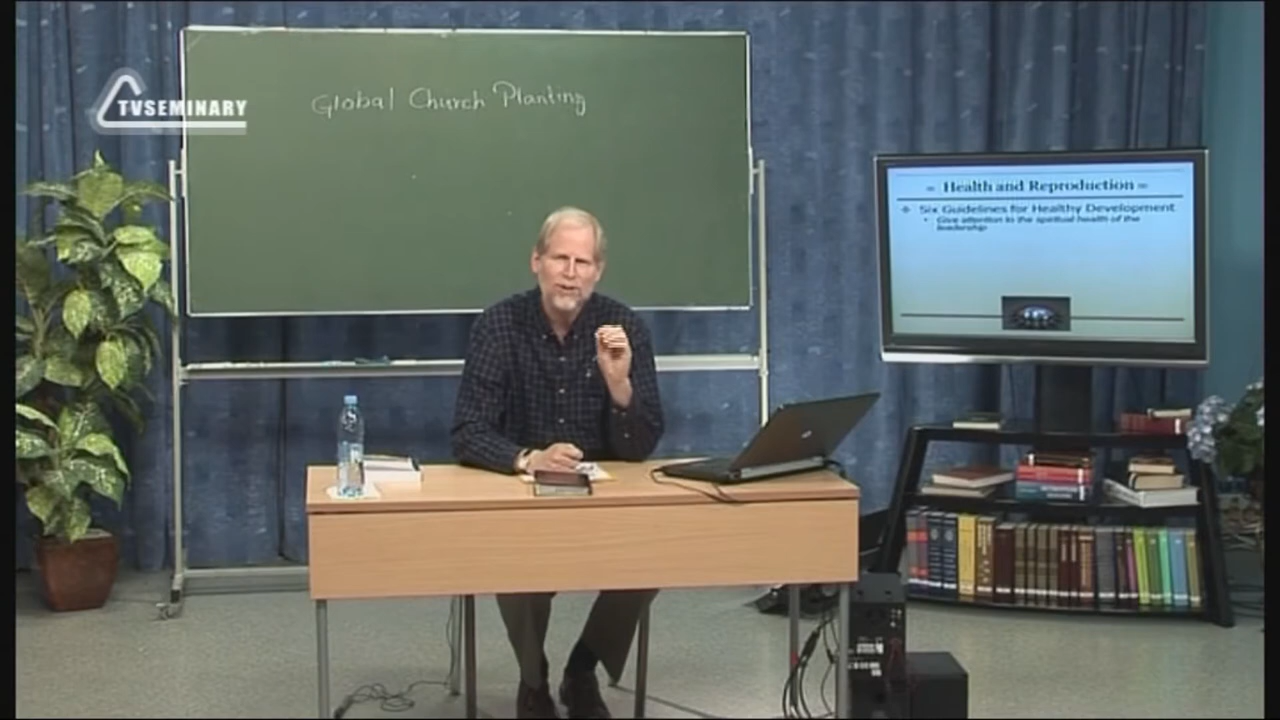 TVSEMINARY
Global Church Planting
Health and Reproduction
Six Guidelines for Healthy Development
Give attention to the spiritual health of the
leadership